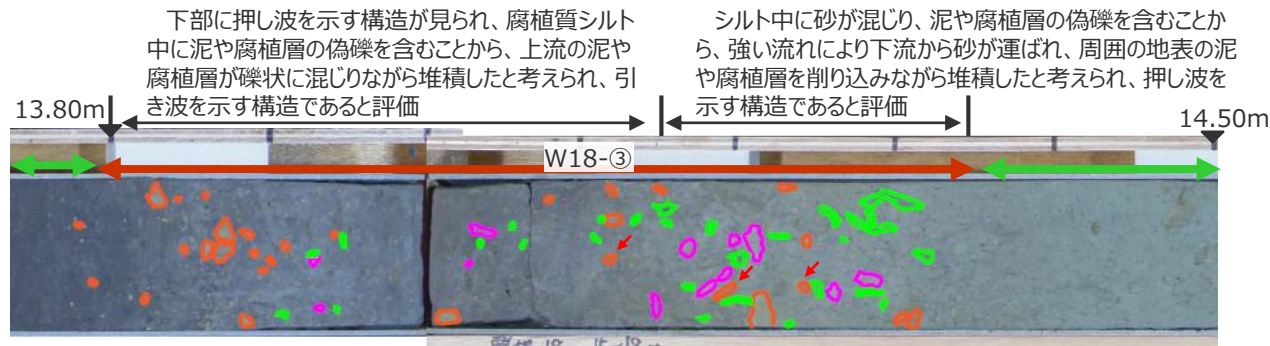 下部に押し波を示す構造が見られ、腐植質シルト
中に泥や腐植層の偽礫を含むことから、上流の泥や
腐植層が礫状に混じりながら堆積したと考えられ、引
き波を示す構造であると評価
シルト中に砂が混じり、泥や腐植層の偽礫を含むことか
ら、強い流れにより下流から砂が運ばれ、周囲の地表の泥
や腐植層を削り込みながら堆積したと考えられ、押し波を
示す構造であると評価
13.80m
14.50m
W18-③